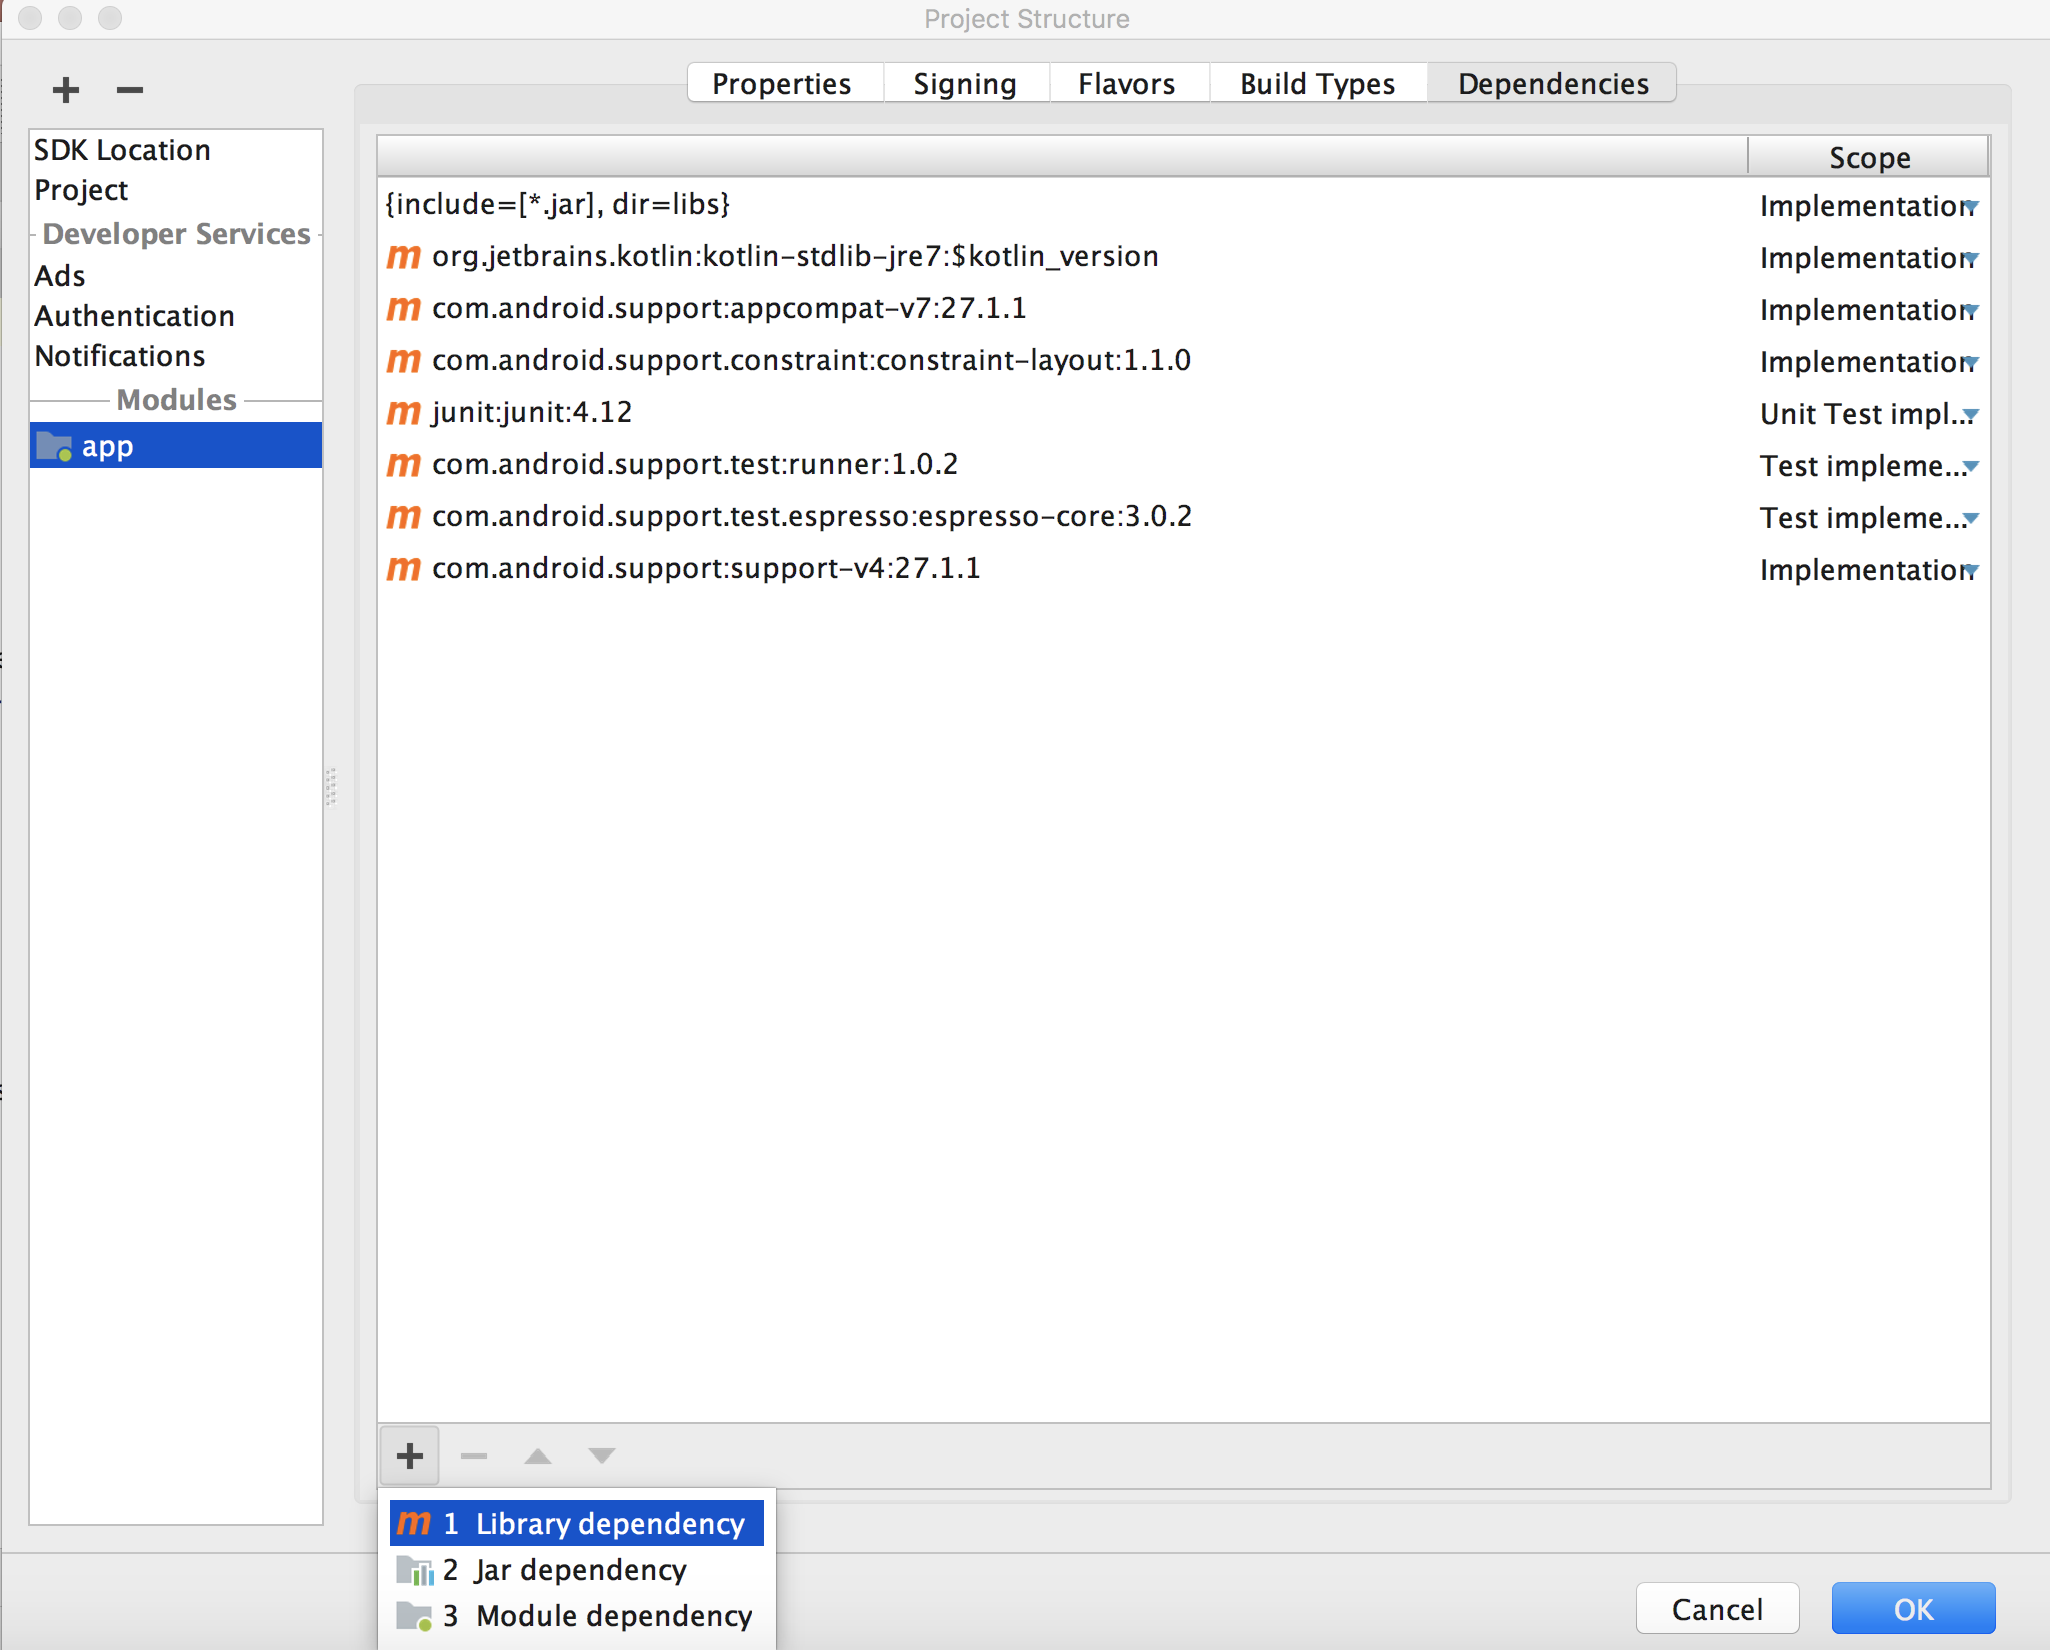 Project Structure
Properties
Signing
Flavors
Build Types
Dependencies
SDK Location
Project
Developer Services
Ads
Authentication
Notifications
Modules
app
Scope
{include=[*.jar], dir=libs} Implementation
m org.jetbrains.kotlin:kotlin-stdlib-jre7:$kotlin_version Implementation
m com.android.support:appcompat-v7:27.1.1 Implementation
m com.android.support.constraint:constraint-layout:1.1.0 Implementation
m junit:junit:4.12 Unit Test impl...
m com.android.support.test:runner:1.0.2 Test impleme...
m com.android.support.test.espresso:espresso-core:3.0.2 Test impleme...
m com.android.support:support-v4:27.1.1 Implementation
m 1 Library dependency
2 Jar dependency
3 Module dependency
Cancel
OK